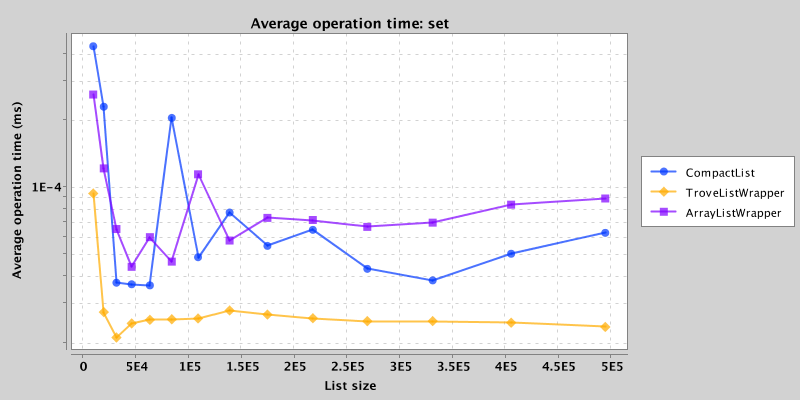 Average operation time: set
Average operation time (ms)
1E-4
0 5E4 1E5 1.5E5 2E5 2.5E5 3E5 3.5E5 4E5 4.5E5 5E5
List size
CompactList
TroveListWrapper
ArrayListWrapper